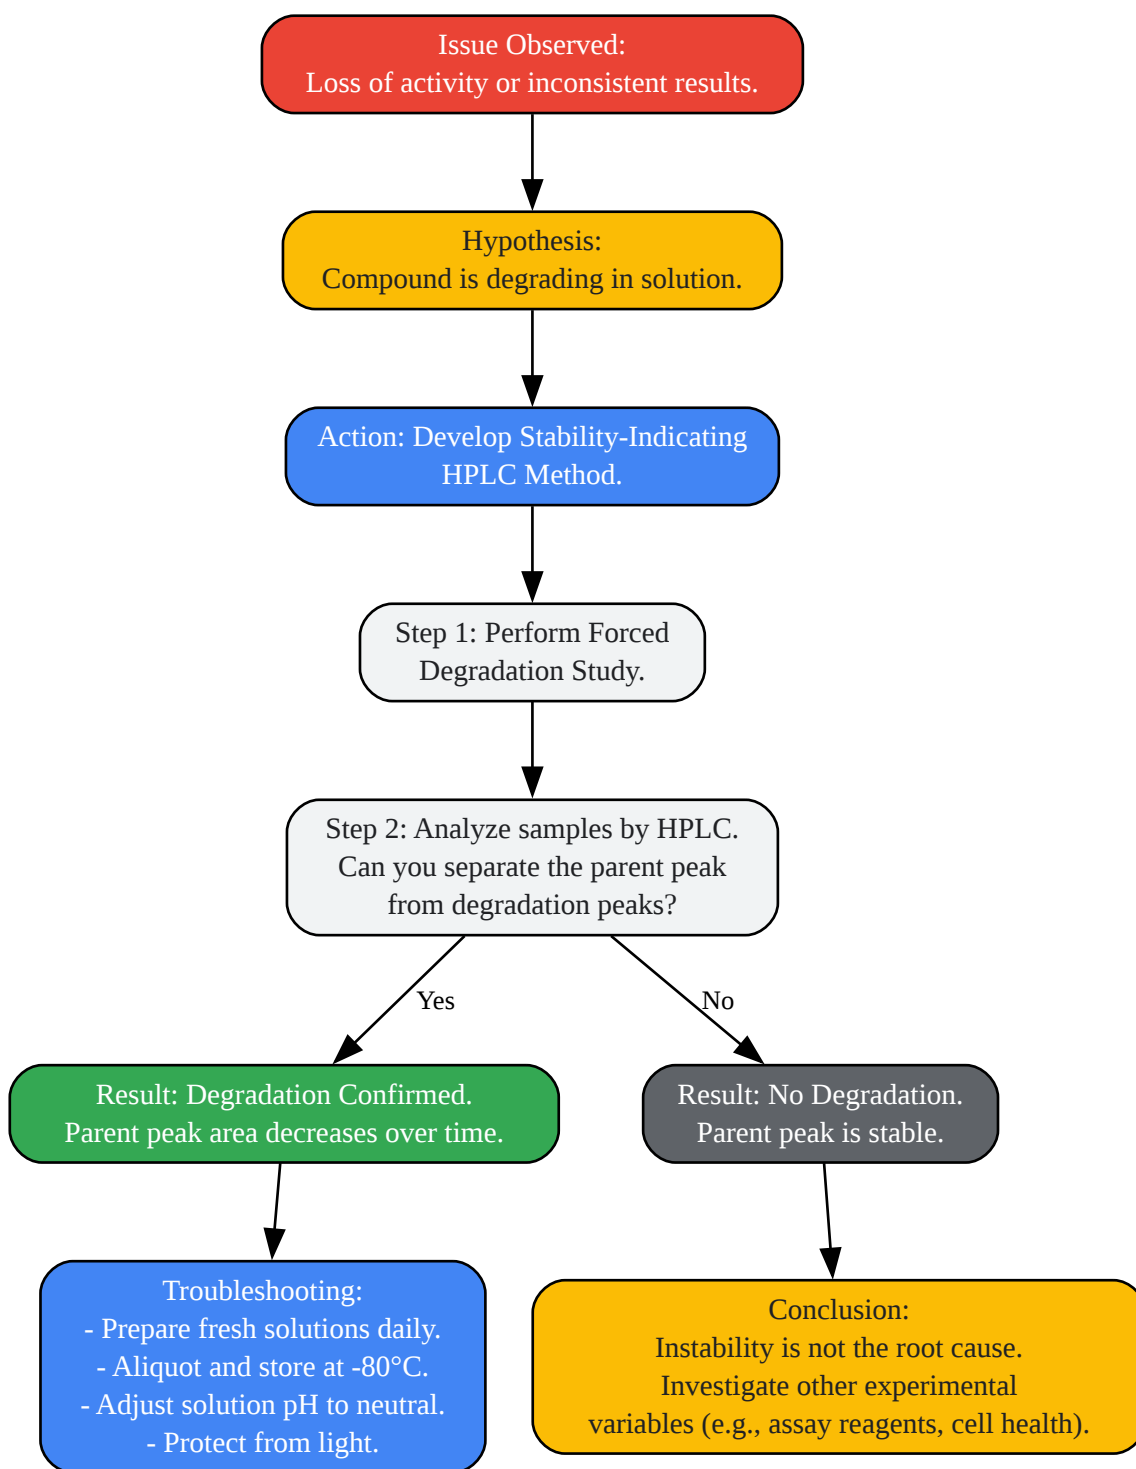 Issue Observed:
Loss of activity or inconsistent results.
Hypothesis:
Compound is degrading in solution.
Action: Develop Stability-Indicating
HPLC Method.
Step 1: Perform Forced
Degradation Study.
Step 2: Analyze samples by HPLC.
Can you separate the parent peak
from degradation peaks?
Yes
No
Result: Degradation Confirmed.
Parent peak area decreases over time.
Result: No Degradation.
Parent peak is stable.
Troubleshooting:
- Prepare fresh solutions daily.
- Aliquot and store at -80°C.
- Adjust solution pH to neutral.
- Protect from light.
Conclusion:
Instability is not the root cause.
Investigate other experimental
variables (e.g., assay reagents, cell health).